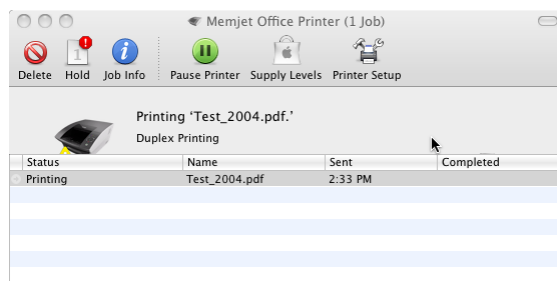 Memjet Office Printer (1 Job)
Delete Hold Job Info Pause Printer Supply Levels Printer Setup
Printing ‘Test_2004.pdf.’
Duplex Printing
Status Name Sent Completed
Printing Test_2004.pdf 2:33 PM